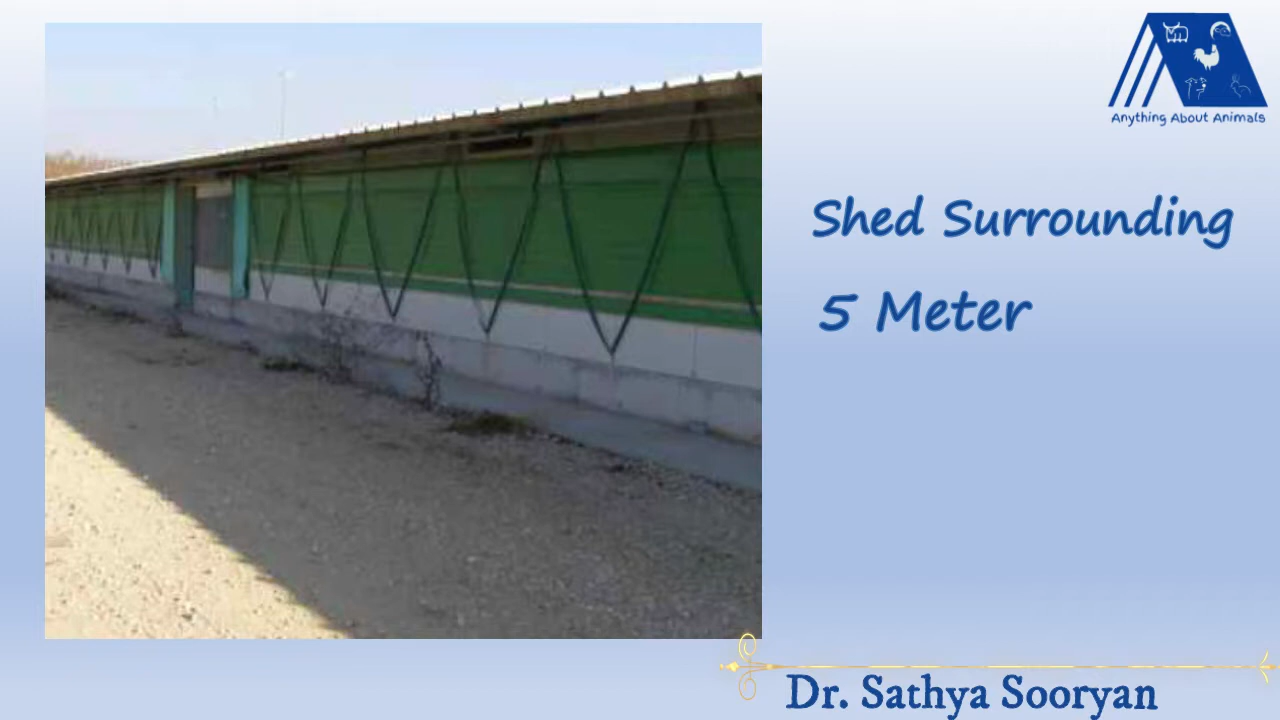 Anything About Animals
Shed Surrounding
5 Meter
Dr. Sathya Sooryan